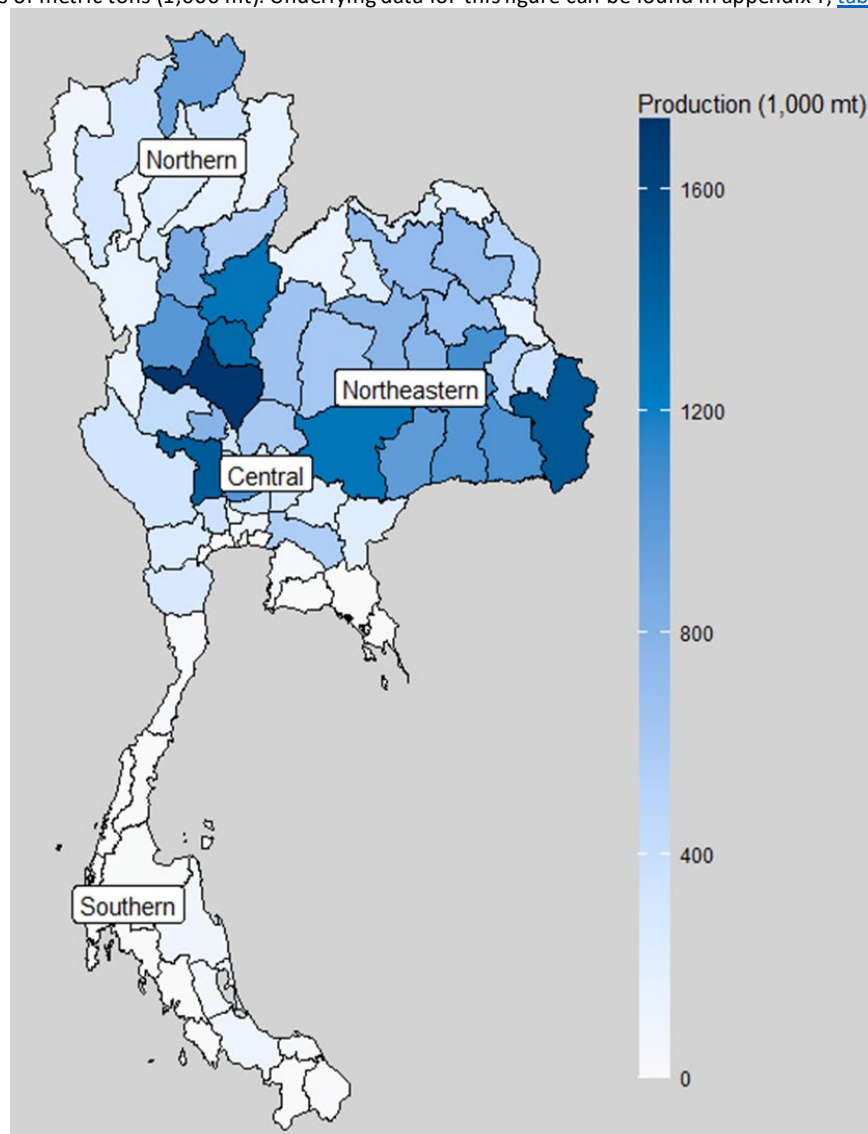 of metric tons (1,000 mt). Underlying data for this figure can be found in appendix 1,
Production (1,000 mt)
Northern
1600
1200
Northeastern
Central
800
400
Southern
0